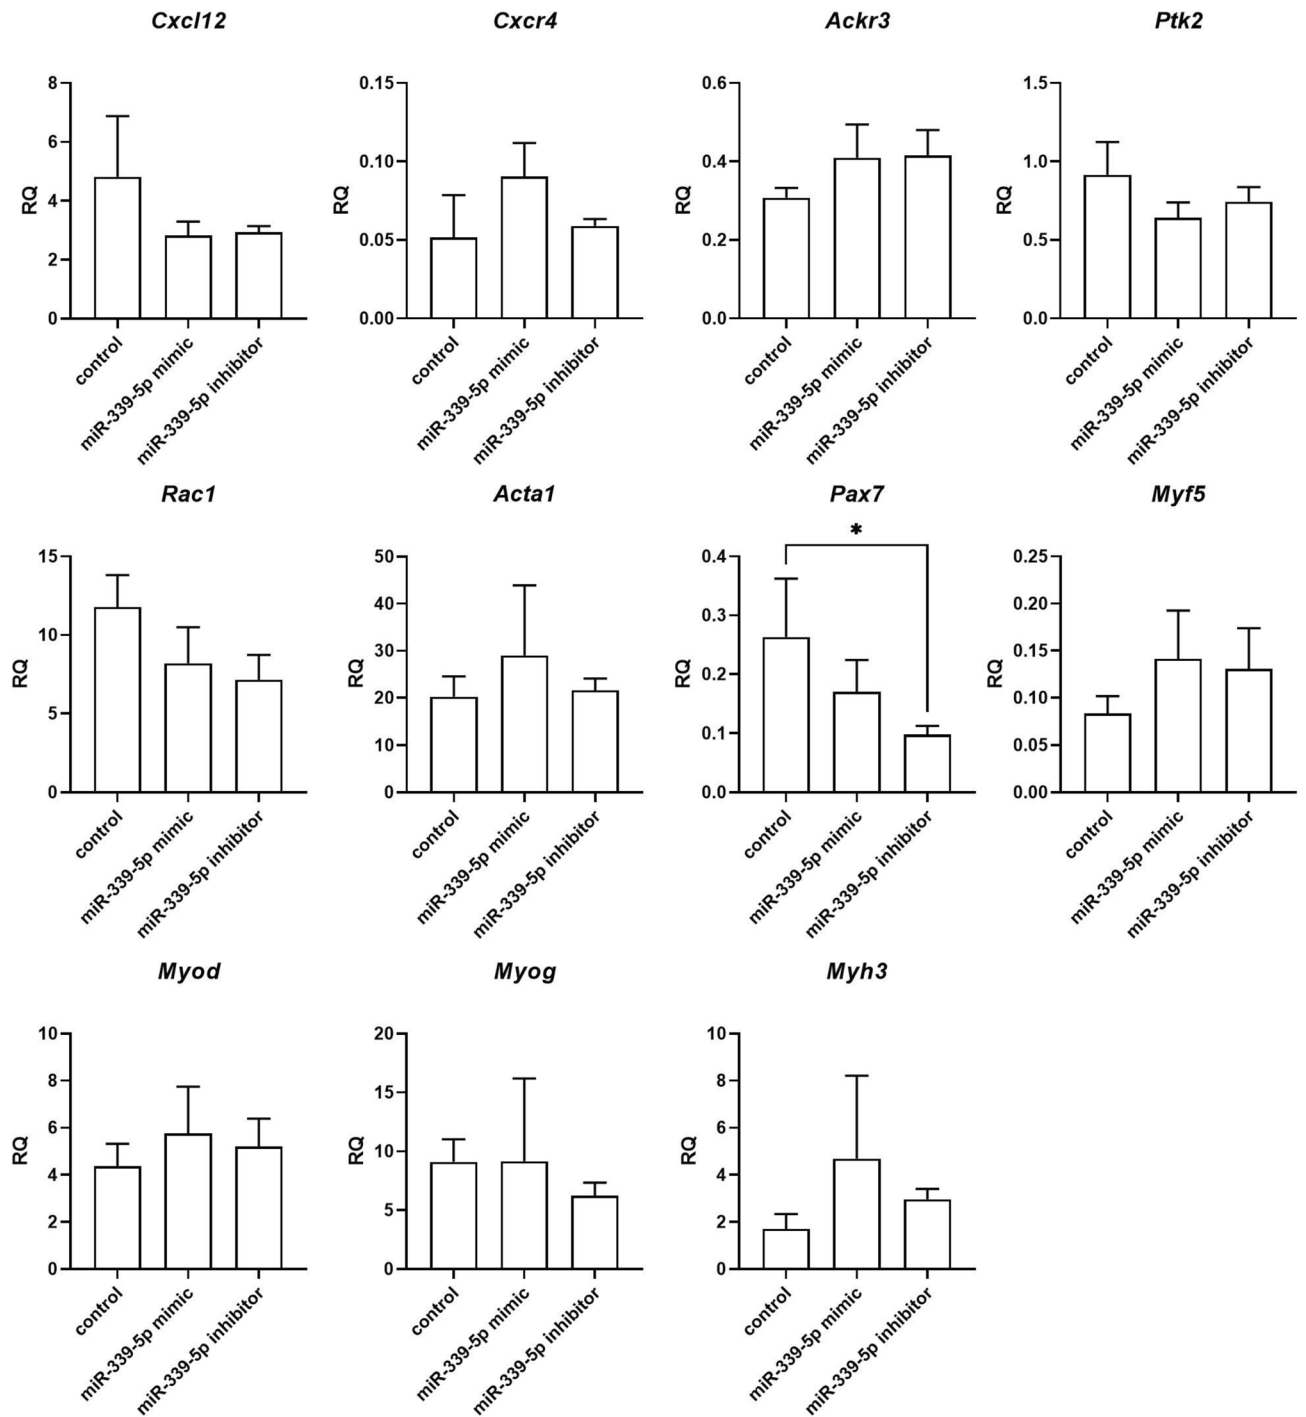 Cxcl12 Cxcr4 Ackr3 Ptk2
8
6
4
2
0
RQ
control
miR-339-5p mimic
miR-339-5p inhibitor
0.15
0.10
0.05
0.00
RQ
control
miR-339-5p mimic
miR-339-5p inhibitor
0.6
0.4
0.2
0.0
RQ
control
miR-339-5p mimic
miR-339-5p inhibitor
1.5
1.0
0.5
0.0
RQ
control
miR-339-5p mimic
miR-339-5p inhibitor
Rac1 Acta1 Pax7 Myf5
15
10
5
0
RQ
control
miR-339-5p mimic
miR-339-5p inhibitor
50
40
30
20
10
0
RQ
control
miR-339-5p mimic
miR-339-5p inhibitor
*
0.4
0.3
0.2
0.1
0.0
RQ
control
miR-339-5p mimic
miR-339-5p inhibitor
0.25
0.20
0.15
0.10
0.05
0.00
RQ
control
miR-339-5p mimic
miR-339-5p inhibitor
Myod Myog Myh3
10
8
6
4
2
0
RQ
control
miR-339-5p mimic
miR-339-5p inhibitor
20
15
10
5
0
RQ
control
miR-339-5p mimic
miR-339-5p inhibitor
10
8
6
4
2
0
RQ
control
miR-339-5p mimic
miR-339-5p inhibitor